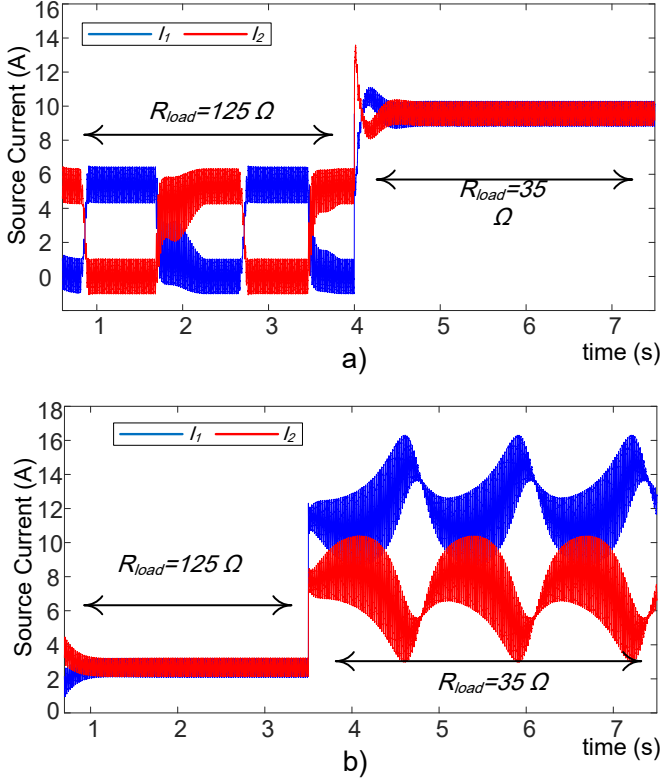 16
14
12
10
8
6
4
2
0
Source Current (A)
I1 I2
Rload=125 Ω
Rload=35
Ω
1 2 3 4 5 6 7
time (s)
a)
18
16
14
12
10
8
6
4
2
0
Source Current (A)
I1 I2
Rload=125 Ω
Rload=35 Ω
1 2 3 4 5 6 7
time (s)
b)